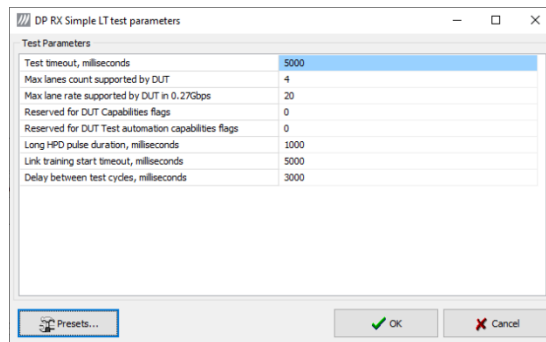 DP RX Simple LT test parameters
Test Parameters
Test timeout, milliseconds 5000
Max lanes count supported by DUT 4
Max lane rate supported by DUT in 0.27Gbps 20
Reserved for DUT Capabilities flags 0
Reserved for DUT Test automation capabilities flags 0
Long HPD pulse duration, milliseconds 1000
Link training start timeout, milliseconds 5000
Delay between test cycles, milliseconds 3000
Presets... OK Cancel